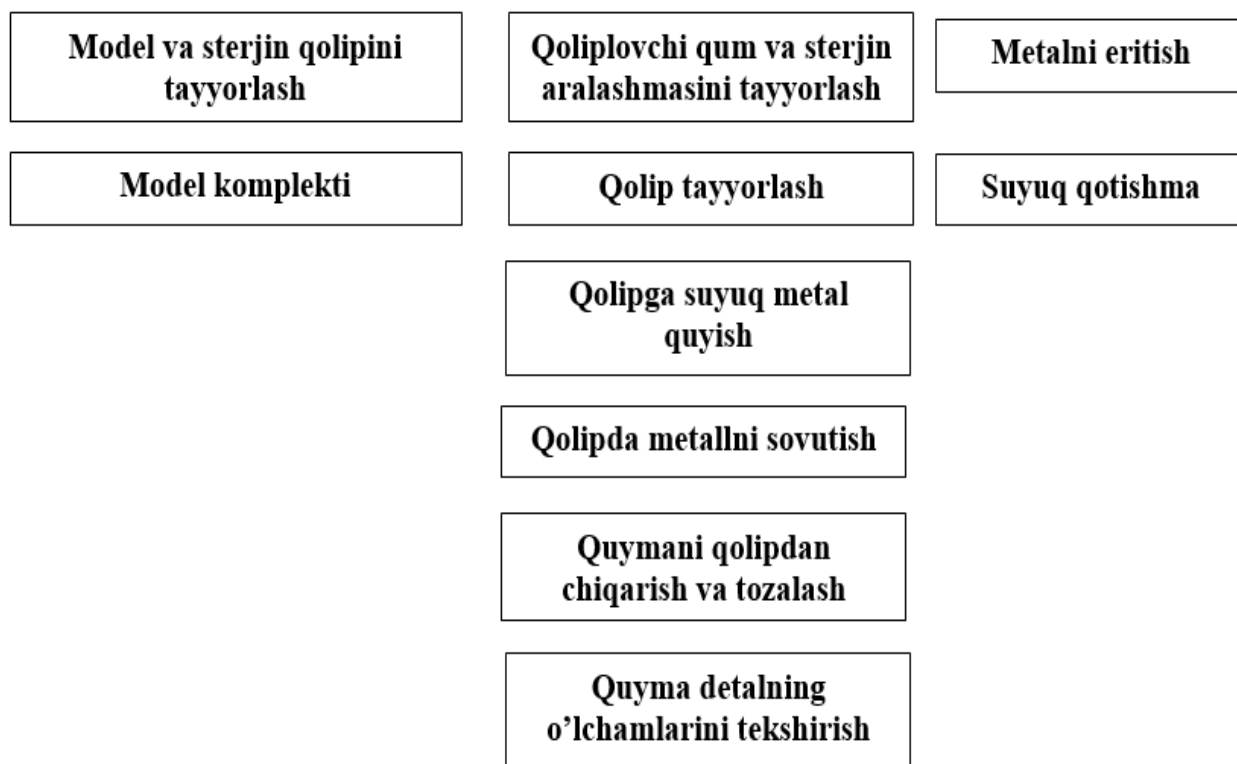 Model va sterjin qolipini
tayyorlash
Qoliplovchi qum va sterjin
aralashmasini tayyorlash
Metalni eritish
Model komplekti
Qolip tayyorlash
Suyuq qotishma
Qolipga suyuq metal
quyish
Qolipda metallni sovutish
Quymani qolipdan
chiqarish va tozalash
Quyma detalning
o’lchamlarini tekshirish